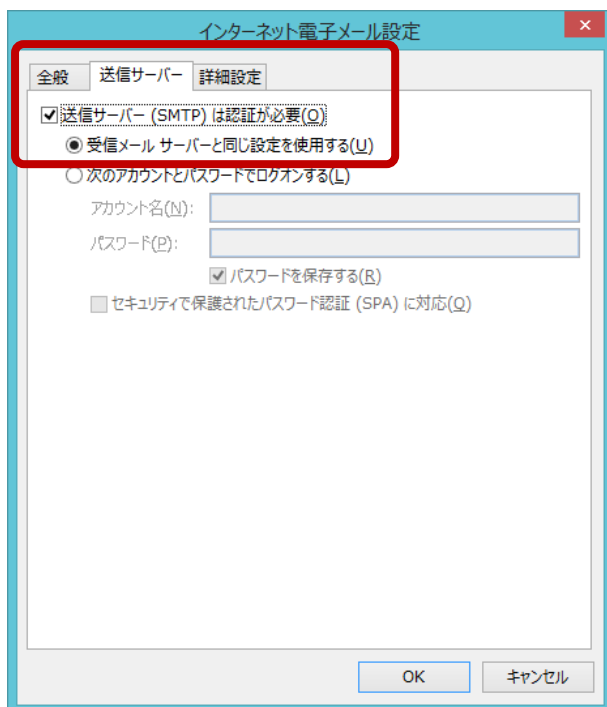 インターネット電子メール設定
×
全般 送信サーバー 詳細設定
送信サーバー (SMTP) は認証が必要(O)
受信メール サーバーと同じ設定を使用する(U)
次のアカウントとパスワードでログオンする(L)
アカウント名(N):
パスワード(P):
パスワードを保存する(R)
セキュリティで保護されたパスワード認証 (SPA) に対応(Q)
OK キャンセル